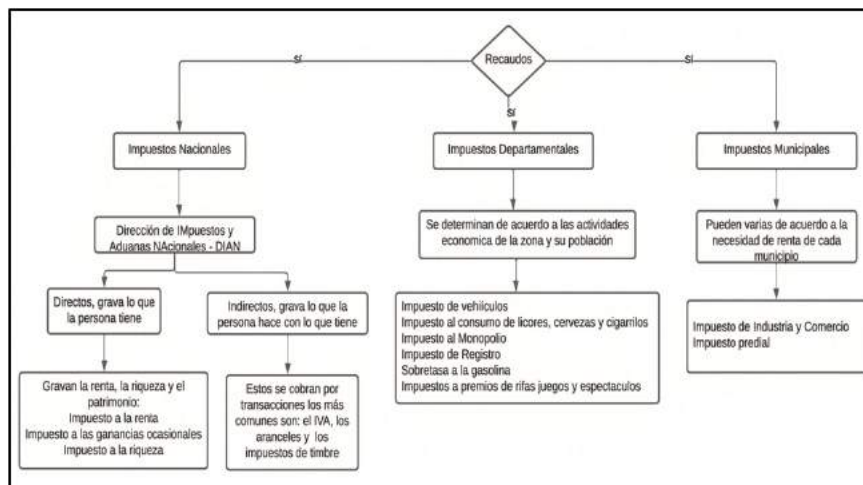 Recaudos
sí
sí
sí
Impuestos Nacionales
Impuestos Departamentales
Impuestos Municipales
Dirección de IMpuestos y
Aduanas NAcionales - DIAN
Se determinan de acuerdo a las actividades
economica de la zona y su población
Pueden varias de acuerdo a la
necesidad de renta de cada
municipio
Directos, grava lo que
la persona tiene
Indirectos, grava lo que la
persona hace con lo que tiene
Impuesto de vehiículos
Impuesto al consumo de licores, cervezas y cigarrilos
Impuesto al Monopolio
Impuesto de Registro
Sobretasa a la gasolina
Impuestos a premios de rifas juegos y espectaculos
Impuesto de Industria y Comercio
Impuesto predial
Gravan la renta, la riqueza y el
patrimonio:
Impuesto a la renta
Impuesto a las ganancias ocasionales
Impuesto a la riqueza
Estos se cobran por
transacciones los más
comunes son: el IVA, los
aranceles y los
impuestos de timbre